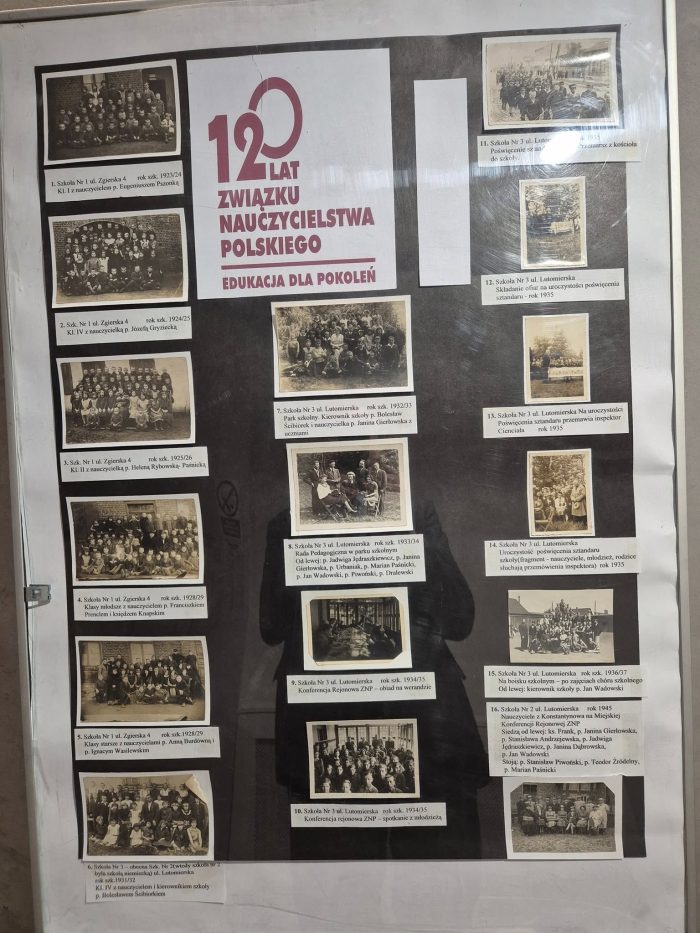 120
LAT
ZWIĄZKU
NAUCZYCIELSTWA
POLSKIEGO
EDUKACJA DLA POKOLEŃ
1. Szkoła Nr 1 ul. Zgierska 4 rok szk. 1923/24
Kl. I z nauczycielem p. Eugeniuszem Pszonką
2. Szk. Nr 1 ul. Zgierska 4 rok szk. 1924/25
Kl. IV z nauczycielką p. Józefą Gryziecką
3. Szk. Nr 1 ul. Zgierska 4 rok szk. 1925/26
Kl. II z nauczycielką p. Heleną Rybowską- Paśnicką
4. Szkoła Nr 1 ul. Zgierska 4 rok szk. 1928/29
Klasy młodsze z nauczycielem p. Franciszkiem
Prenclem i księdzem Knapskim
5. Szkoła Nr 1 ul. Zgierska 4 rok szk.1928/29
Klasy starsze z nauczycielami p. Anną Burdówną i
p. Ignacym Wasilewskim
6. Szkoła Nr 3 – obecna Szk. Nr 2(wtedy szkoła nr 2
była szkołą niemiecką) ul. Lutomierska
rok szk.1931/32
Kl. IV z nauczycielem i kierownikiem szkoły
p. Bolesławem Ścibiorkiem
7. Szkoła Nr 3 ul. Lutomierska rok szk. 1932/33
Park szkolny. Kierownik szkoły p. Bolesław
Ścibiorek i nauczycielka p. Janina Gierłowska z
uczniami
8. Szkoła Nr 3 ul. Lutomierska rok szk. 1933/34
Rada Pedagogiczna w parku szkolnym
Od lewej: p. Jadwiga Jędraszkiewicz, p. Janina
Gierłowska, p. Urbaniak, p. Marian Paśnicki,
p. Jan Wadowski, p. Piwoński, p. Dralewski
9. Szkoła Nr 3 ul. Lutomierska rok szk. 1934/35
Konferencja Rejonowa ZNP – obiad na werandzie
10. Szkoła Nr 3 ul. Lutomierska rok szk. 1934/35
Konferencja rejonowa ZNP – spotkanie z młodzieżą
11. Szkoła Nr 3 ul. Lutomierska 1935
Poświęcenie z kościoła
do szkoły.
12. Szkoła Nr 3 ul. Lutomierska
Składanie ofiar na uroczystości poświęcenia
sztandaru - rok 1935
13. Szkoła Nr 3 ul. Lutomierska Na uroczystości
Poświęcenia sztandaru przemawia inspektor
Cienciała rok 1935
14. Szkoła Nr 3 ul. Lutomierska
Uroczystość poświęcenia sztandaru
szkoły(fragment - nauczyciele, młodzież, rodzice
słuchają przemówienia inspektora) rok 1935
15. Szkoła Nr 3 ul. Lutomierska rok szk. 1936/37
Na boisku szkolnym – po zajęciach chóru szkolnego
Od lewej: kierownik szkoły p. Jan Wadowski
16. Szkoła Nr 2 ul. Lutomierska rok 1945
Nauczyciele z Konstantynowa na Miejskiej
Konferencji Rejonowej ZNP
Siedzą od lewej: ks. Frank, p. Janina Gierłowska,
p. Stanisława Andrzejewska, p. Jadwiga
Jędraszkiewicz, p. Janina Dąbrowska,
p. Jan Wadowski
Stoją: p. Stanisław Piwoński, p. Teodor Źródelny,
p. Marian Paśnicki